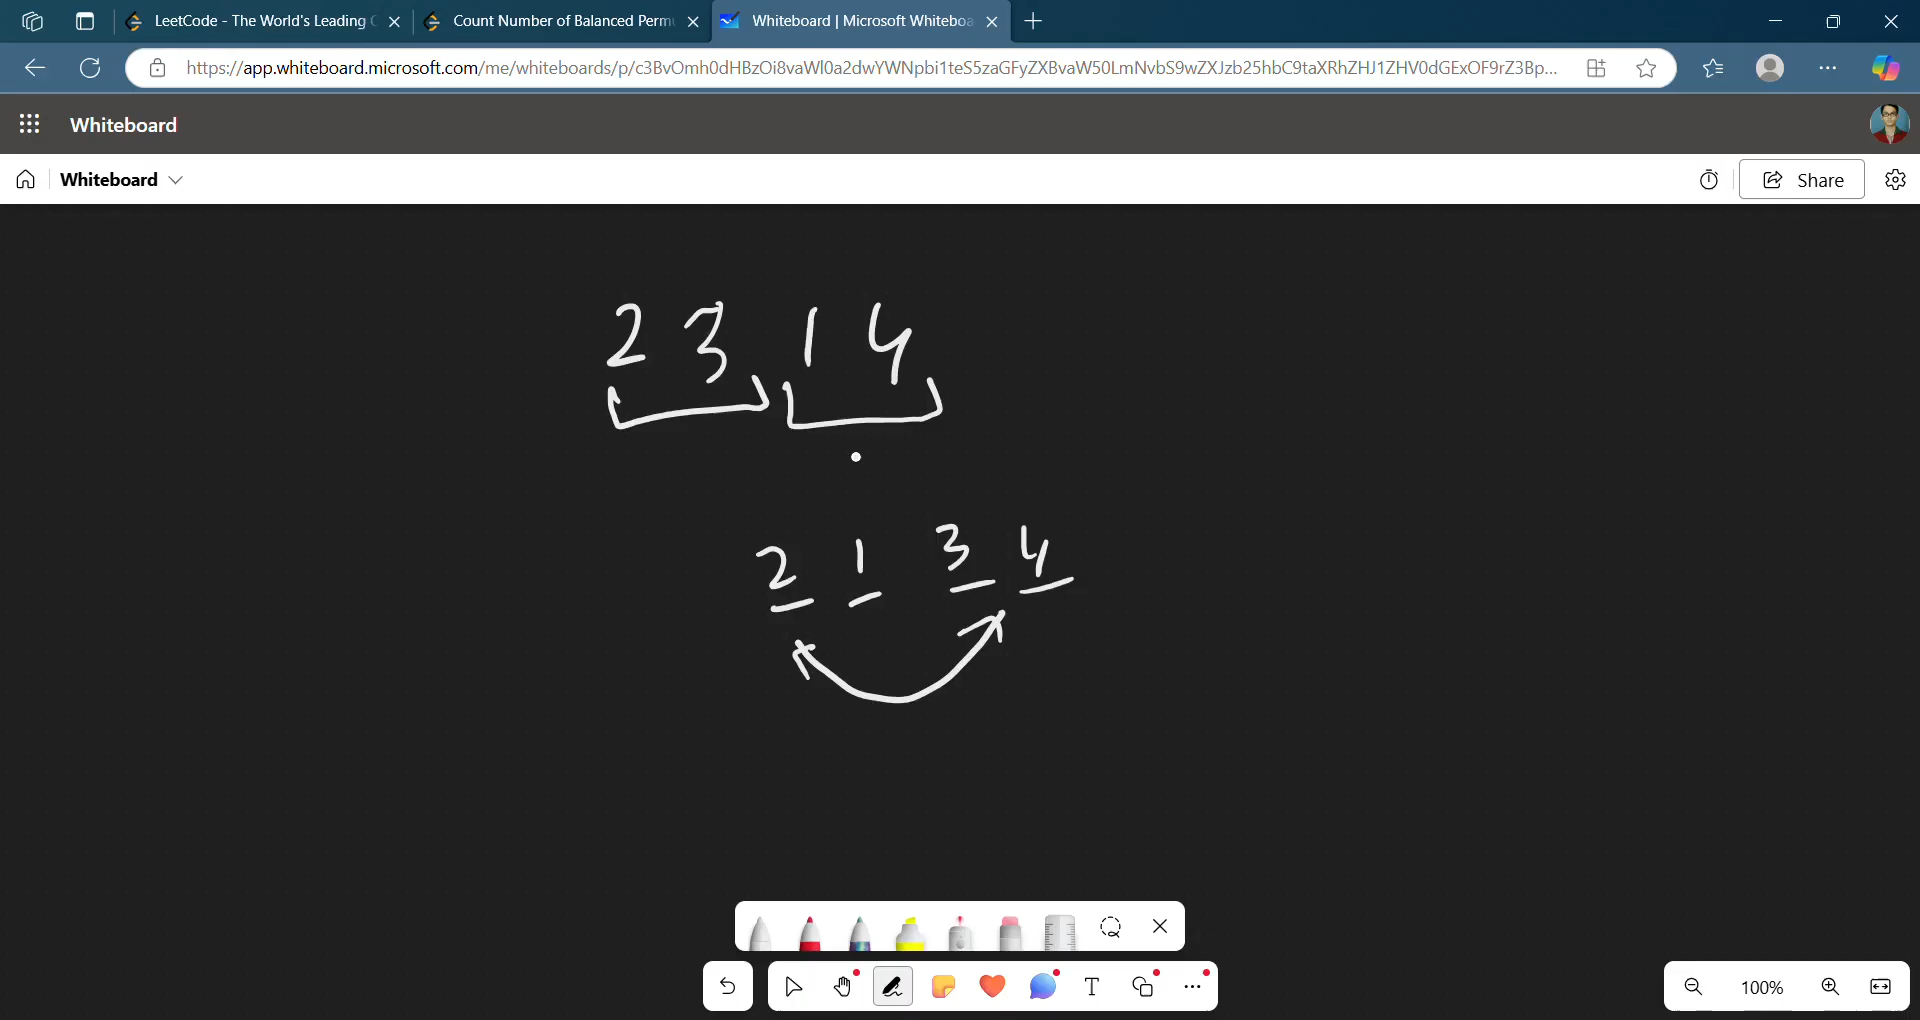 LeetCode - The World's Leading
Count Number of Balanced Perm
Whiteboard | Microsoft Whiteboa
https://app.whiteboard.microsoft.com/me/whiteboards/p/c3BvOmh0dHBzOi8vaWl0a2dwYWNpbi1teS5zaGFyZXBvaW50LmNvbS9wZXJzb25hbC9taXRhZHJ1ZHV0dGExOF9rZ3Bp...
Whiteboard
Whiteboard
Share
2 3 1 4
2 1 3 4
T
100%